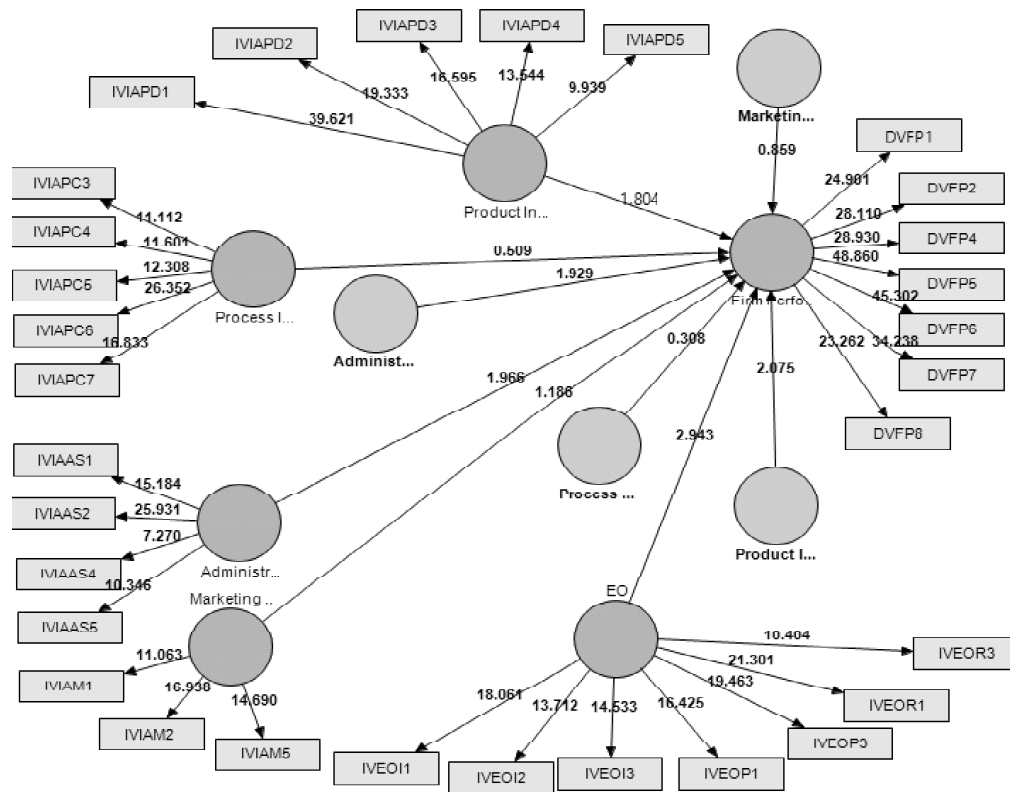 IVIAPD3
IVIAPD4
IVIAPD2
IVIAPD5
IVIAPD1
16.595
13.544
19.333
9.939
39.621
Marketin...
0.859
DVFP1
24.901
DVFP2
28.110
DVFP4
28.930
48.860
DVFP5
45.302
DVFP6
34.238
DVFP7
23.262
DVFP8
Product In...
1.804
IVIAPC3
11.112
IVIAPC4
11.601
IVIAPC5
12.308
26.352
IVIAPC6
16.833
IVIAPC7
Process I...
0.509
1.929
Administ...
Firm Perfo...
0.308
1.966
1.186
2.943
2.075
Process ...
Product I...
IVIAAS1
15.184
IVIAAS2
25.931
7.270
IVIAAS4
10.346
IVIAAS5
Administr...
Marketing ...
11.063
IVIAM1
16.938
14.690
IVIAM2
IVIAM5
EO
10.404
IVEOR3
21.301
IVEOR1
19.463
IVEOP3
18.061
13.712
14.533
16.425
IVEOI1
IVEOI2
IVEOI3
IVEOP1